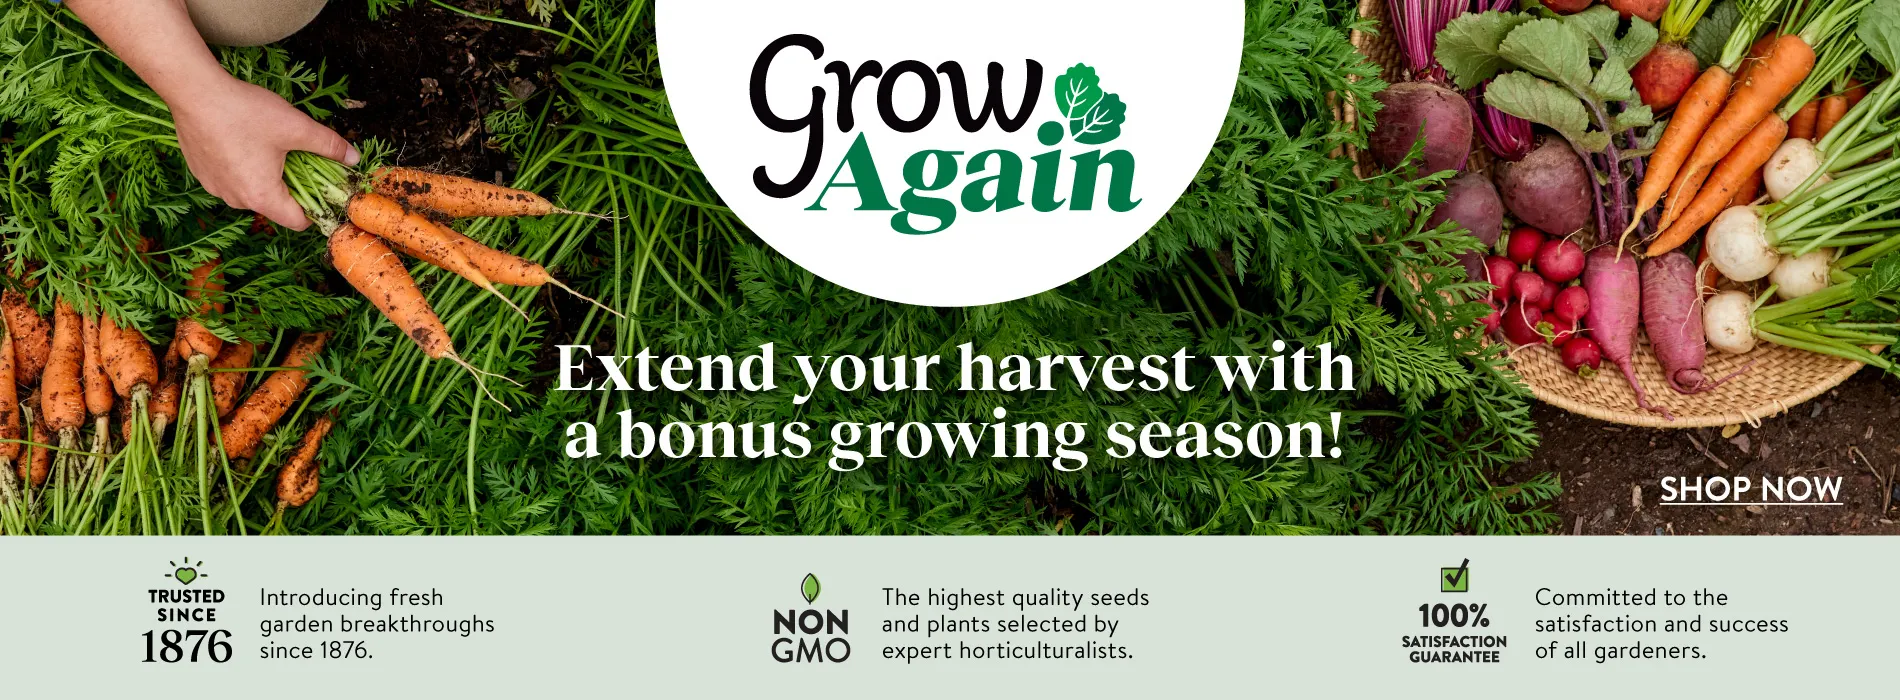 Grow
Again
Extend your harvest with
a bonus growing season!
SHOP NOW
TRUSTED
SINCE
1876
Introducing fresh
garden breakthroughs
since 1876.
NON
GMO
The highest quality seeds
and plants selected by
expert horticulturalists.
100%
SATISFACTION
GUARANTEE
Committed to the
satisfaction and success
of all gardeners.